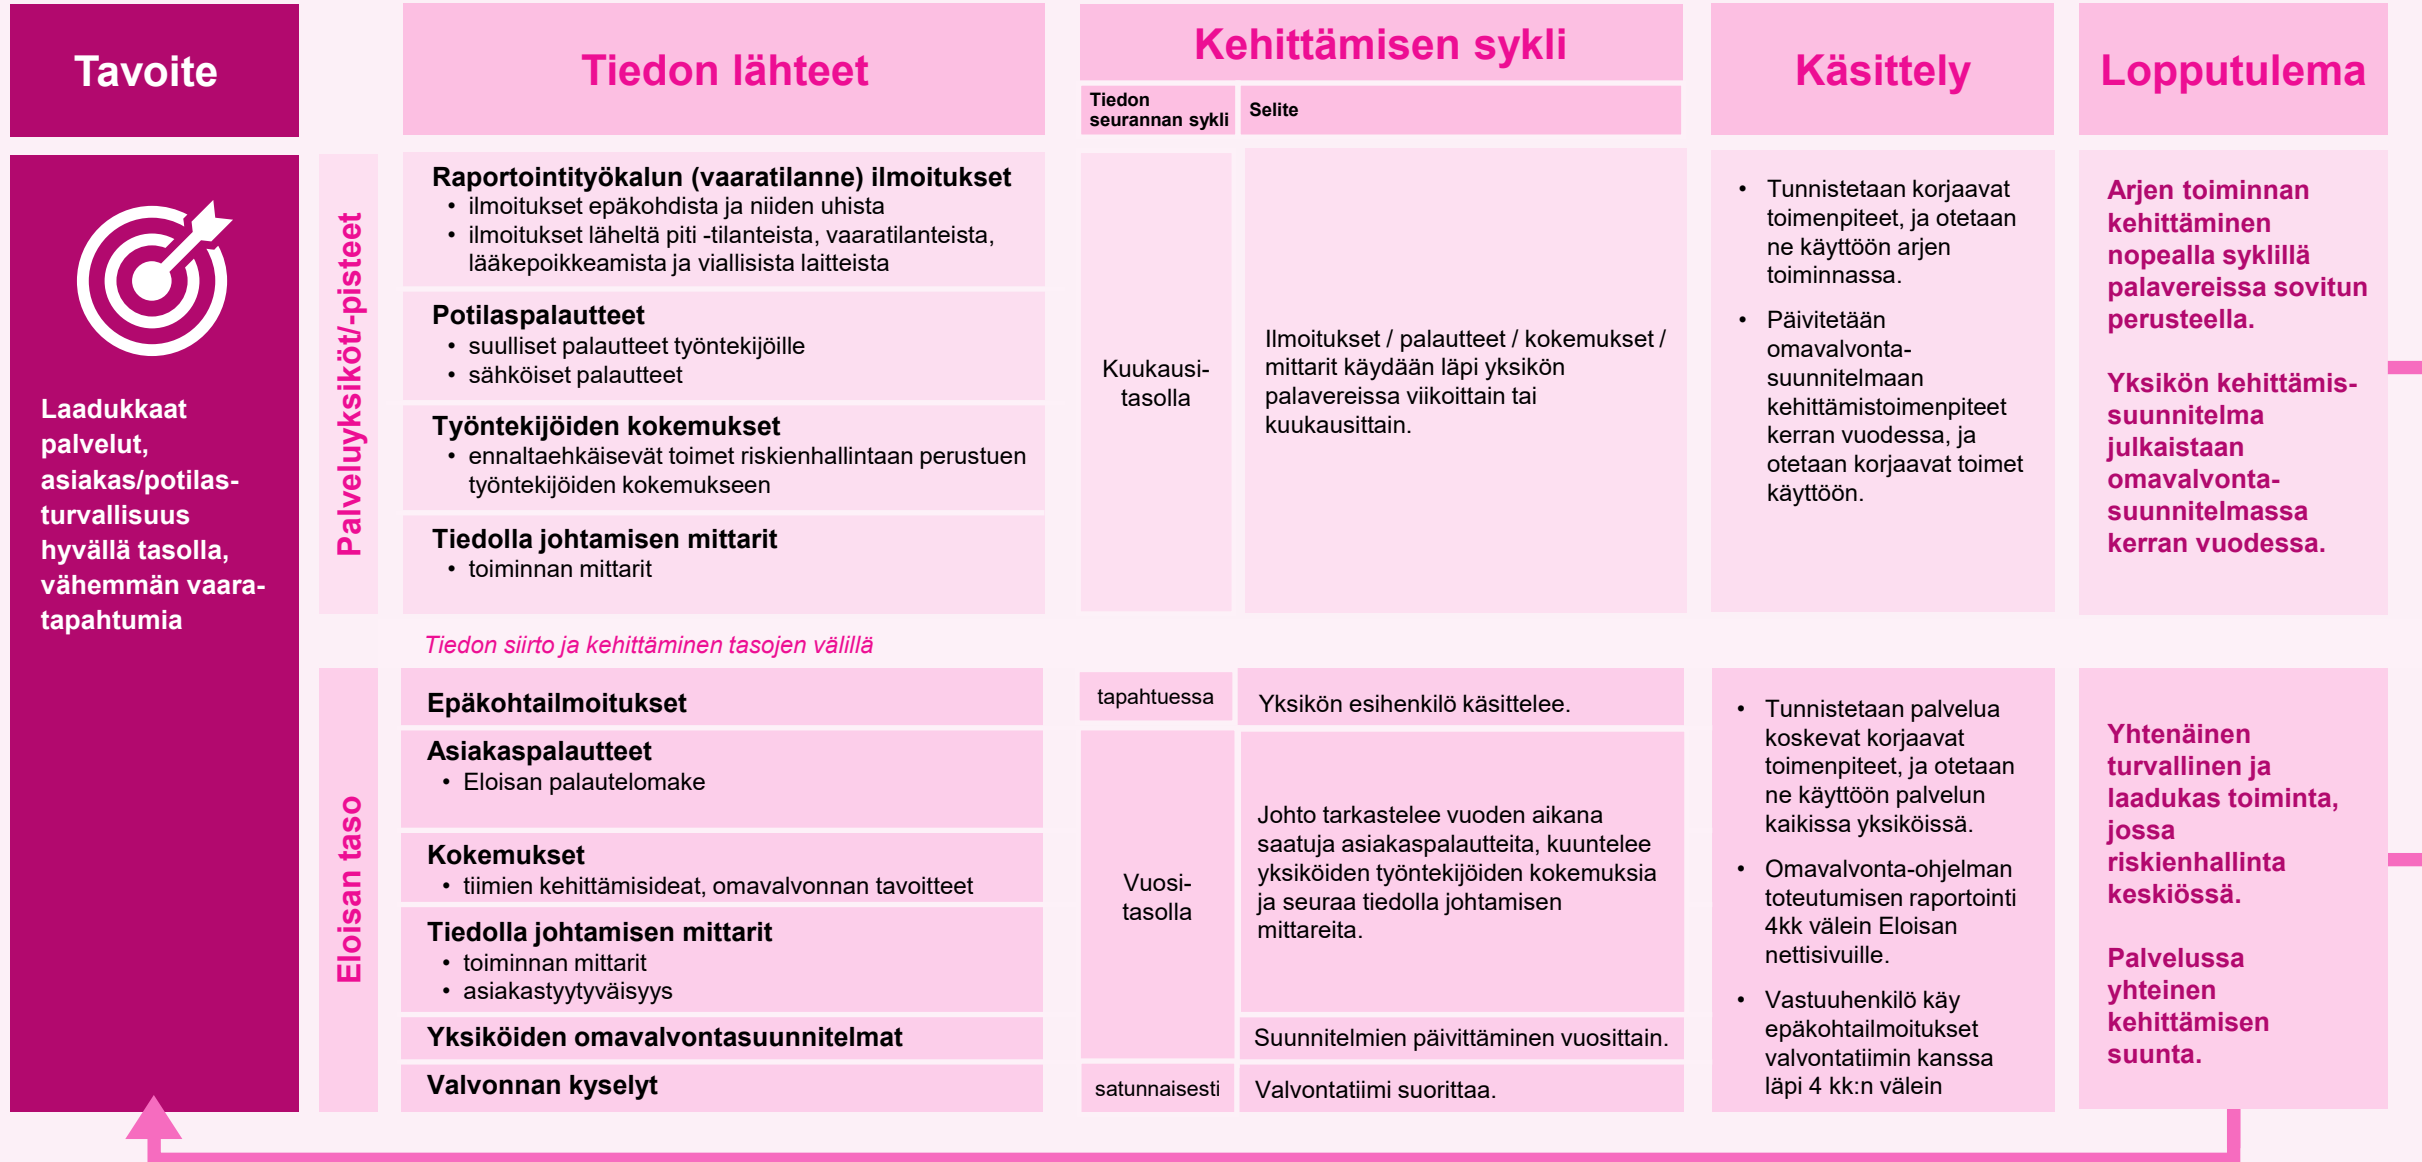 Tavoite
Tiedon lähteet
Kehittämisen sykli
Tiedon
seurannan sykli
Selite
Käsittely
Lopputulema
Laadukkaat
palvelut,
asiakas/potilas-
turvallisuus
hyvällä tasolla,
vähemmän vaara-
tapahtumia
Palveluyksiköt/-pisteet
Raportointityökalun (vaaratilanne) ilmoitukset
• ilmoitukset epäkohdista ja niiden uhista
• ilmoitukset läheltä piti -tilanteista, vaaratilanteista,
lääkepoikkeamista ja viallisista laitteista
Potilaspalautteet
• suulliset palautteet työntekijöille
• sähköiset palautteet
Työntekijöiden kokemukset
• ennaltaehkäisevät toimet riskienhallintaan perustuen
työntekijöiden kokemukseen
Tiedolla johtamisen mittarit
• toiminnan mittarit
Kuukausi-
tasolla
Ilmoitukset / palautteet / kokemukset /
mittarit käydään läpi yksikön
palavereissa viikoittain tai
kuukausittain.
• Tunnistetaan korjaavat
toimenpiteet, ja otetaan
ne käyttöön arjen
toiminnassa.
• Päivitetään
omavalvonta-
suunnitelmaan
kehittämistoimenpiteet
kerran vuodessa, ja
otetaan korjaavat toimet
käyttöön.
Arjen toiminnan
kehittäminen
nopealla syklillä
palavereissa sovitun
perusteella.
Yksikön kehittämis-
suunnitelma
julkaistaan
omavalvonta-
suunnitelmassa
kerran vuodessa.
Tiedon siirto ja kehittäminen tasojen välillä
Eloisan taso
Epäkohtailmoitukset
Asiakaspalautteet
• Eloisan palautelomake
Kokemukset
• tiimien kehittämisideat, omavalvonnan tavoitteet
Tiedolla johtamisen mittarit
• toiminnan mittarit
• asiakastyytyväisyys
Yksiköiden omavalvontasuunnitelmat
Valvonnan kyselyt
tapahtuessa
Yksikön esihenkilö käsittelee.
Vuosi-
tasolla
Johto tarkastelee vuoden aikana
saatuja asiakaspalautteita, kuuntelee
yksiköiden työntekijöiden kokemuksia
ja seuraa tiedolla johtamisen
mittareita.
Suunnitelmien päivittäminen vuosittain.
satunnaisesti
Valvontatiimi suorittaa.
• Tunnistetaan palvelua
koskevat korjaavat
toimenpiteet, ja otetaan
ne käyttöön palvelun
kaikissa yksiköissä.
• Omavalvonta-ohjelman
toteutumisen raportointi
4kk välein Eloisan
nettisivuille.
• Vastuuhenkilö käy
epäkohtailmoitukset
valvontatiimin kanssa
läpi 4 kk:n välein
Yhtenäinen
turvallinen ja
laadukas toiminta,
jossa
riskienhallinta
keskiössä.
Palvelussa
yhteinen
kehittämisen
suunta.